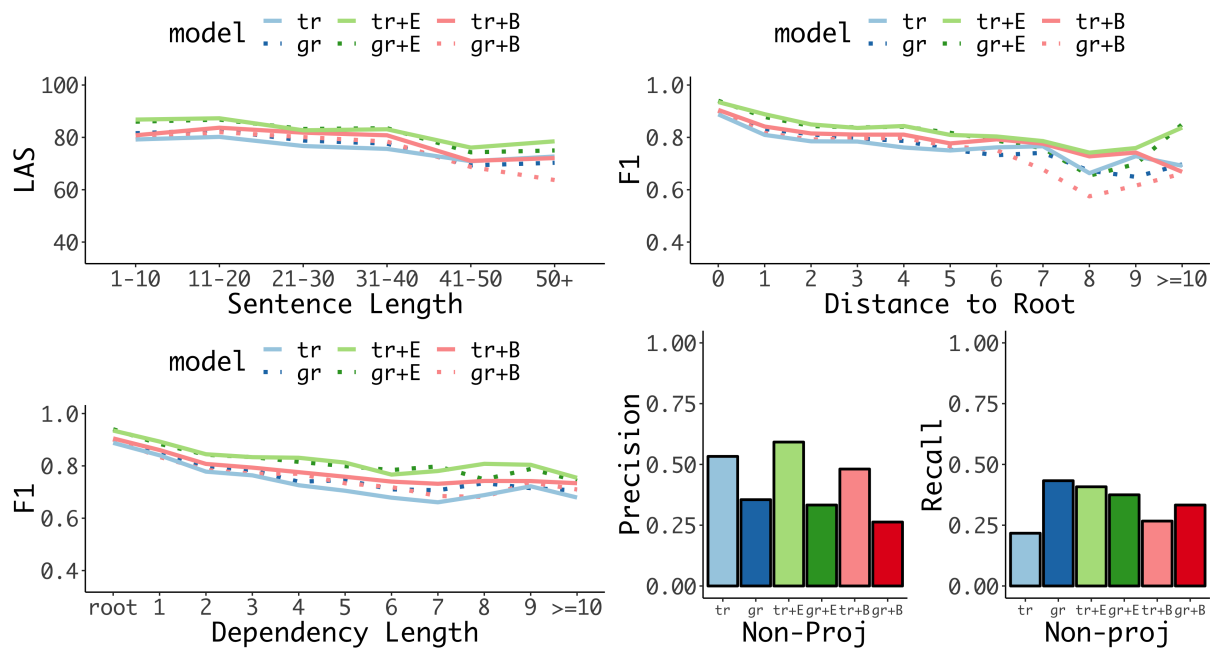 model tr tr+E tr+B
gr gr+E gr+B
LAS
100
80
60
40
1-10 11-20 21-30 31-40 41-50 50+
Sentence Length
model tr tr+E tr+B
gr gr+E gr+B
F1
1.0
0.8
0.6
0.4
0 1 2 3 4 5 6 7 8 9 >=10
Distance to Root
model tr tr+E tr+B
gr gr+E gr+B
F1
1.0
0.8
0.6
0.4
root 1 2 3 4 5 6 7 8 9 >=10
Dependency Length
Precision
1.00
0.75
0.50
0.25
0.00
tr gr tr+E gr+E tr+B gr+B
Non-Proj
Recall
1.00
0.75
0.50
0.25
0.00
tr gr tr+E gr+E tr+B gr+B
Non-proj